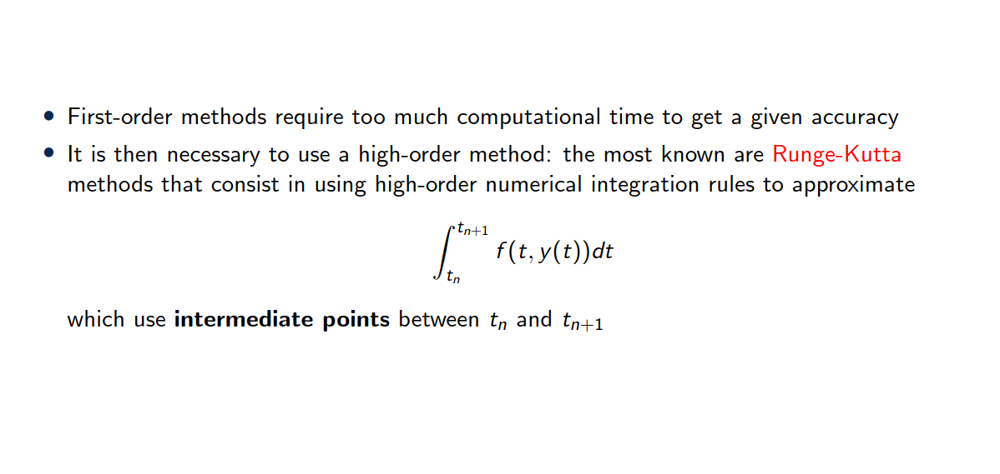 • First-order methods require too much computational time to get a given accuracy
• It is then necessary to use a high-order method: the most known are Runge-Kutta
methods that consist in using high-order numerical integration rules to approximate
∫_{t_n}^{t_{n+1}} f(t, y(t))dt
which use intermediate points between t_n and t_{n+1}